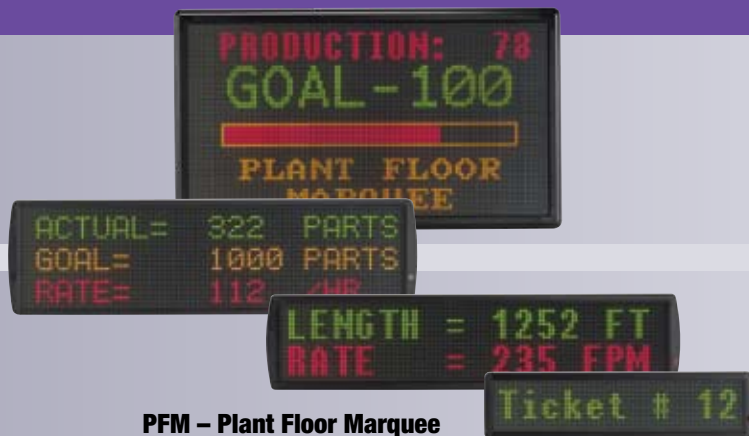 PRODUCTION: 78
GOAL-100
PLANT FLOOR
MARQUEE
ACTUAL= 322 PARTS
GOAL= 1000 PARTS
RATE= 112 /HR
LENGTH = 1252 FT
RATE = 235 FPM
Ticket # 12
PFM – Plant Floor Marquee